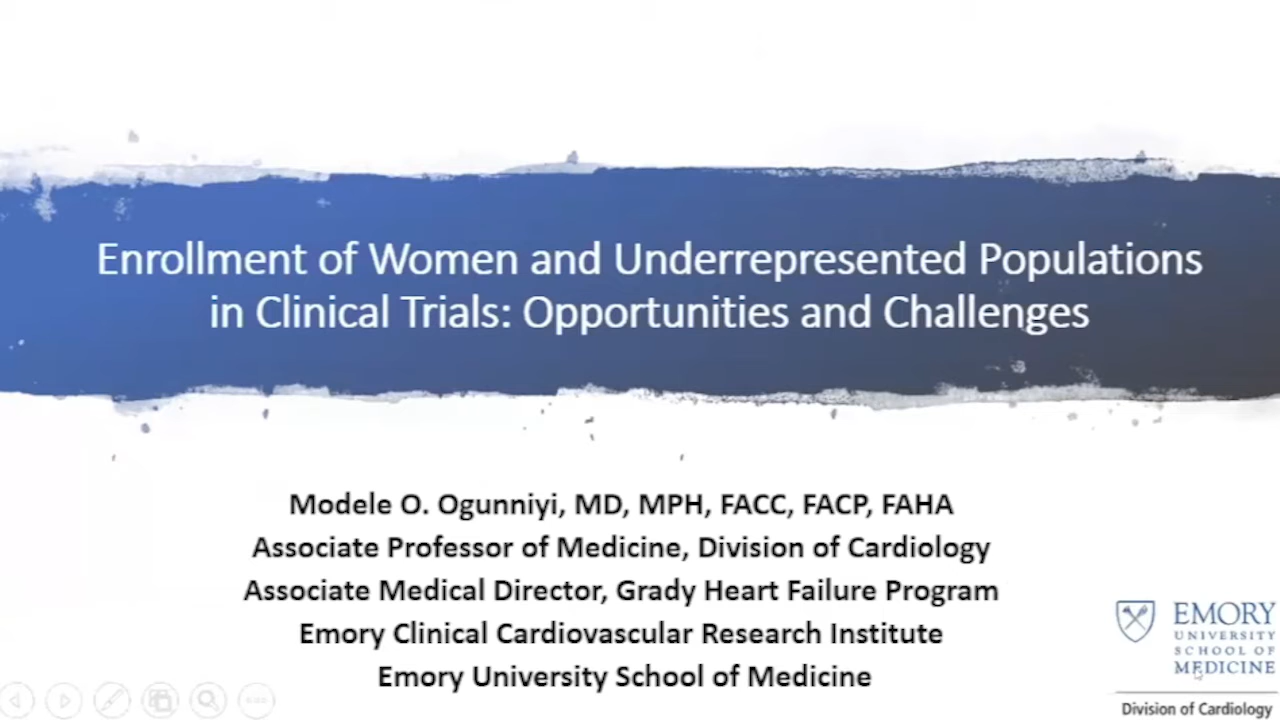 Enrollment of Women and Underrepresented Populations
in Clinical Trials: Opportunities and Challenges
Modele O. Ogunniyi, MD, MPH, FACC, FACP, FAHA
Associate Professor of Medicine, Division of Cardiology
Associate Medical Director, Grady Heart Failure Program
Emory Clinical Cardiovascular Research Institute
Emory University School of Medicine
EMORY
UNIVERSITY
SCHOOL OF
MEDICINE
Division of Cardiology